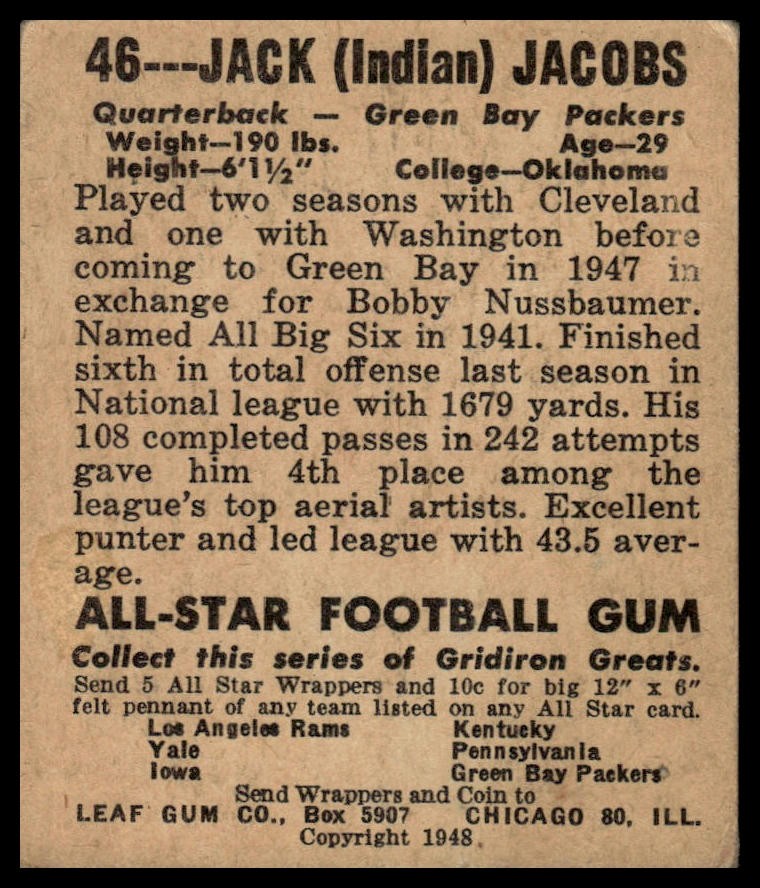 46---JACK (Indian) JACOBS
Quarterback — Green Bay Packers
Weight—190 lbs. Age—29
Height—6'1½" College—Oklahoma
Played two seasons with Cleveland
and one with Washington before
coming to Green Bay in 1947 in
exchange for Bobby Nussbaumer.
Named All Big Six in 1941. Finished
sixth in total offense last season in
National league with 1679 yards. His
108 completed passes in 242 attempts
gave him 4th place among the
league's top aerial artists. Excellent
punter and led league with 43.5 aver-
age.
ALL-STAR FOOTBALL GUM
Collect this series of Gridiron Greats.
Send 5 All Star Wrappers and 10c for big 12" x 6"
felt pennant of any team listed on any All Star card.
Los Angeles Rams Kentucky
Yale Pennsylvania
Iowa Green Bay Packers
Send Wrappers and Coin to
LEAF GUM CO., Box 5907 CHICAGO 80, ILL.
Copyright 1948